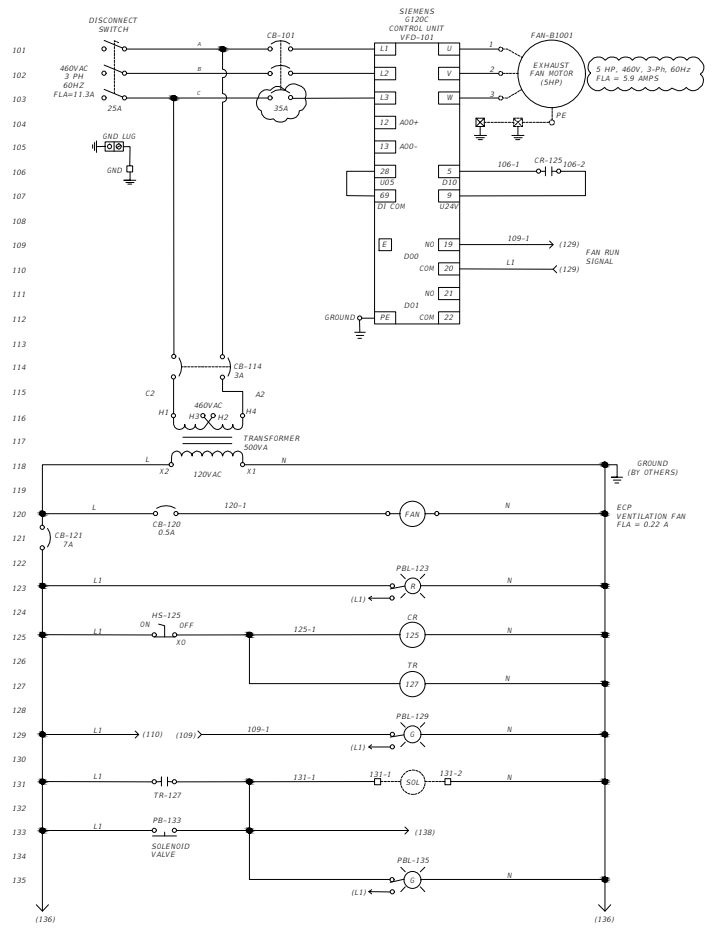 SIEMENS
G120C
CONTROL UNIT
VFD-101
DISCONNECT
SWITCH
CB-101
FAN-B1001
101
A
L1
U
1
102
460VAC
3 PH
60HZ
FLA=11.3A
B
L2
V
2
EXHAUST
FAN MOTOR
(5HP)
5 HP, 460V, 3-Ph, 60Hz
FLA = 5.9 AMPS
103
C
L3
W
3
25A
35A
PE
104
12
AO0+
GND LUG
105
13
AO0-
106
GND
28
5
106-1
CR-125
106-2
UO5
D10
107
69
9
DI COM
U24V
108
109
E
NO
19
109-1
(129)
DO0
FAN RUN
SIGNAL
110
COM
20
L1
(129)
111
NO
21
DO1
112
GROUND
PE
COM
22
113
114
CB-114
3A
115
C2
A2
116
460VAC
H1
H3
H2
H4
117
TRANSFORMER
500VA
118
L
X2
120VAC
X1
N
GROUND
(BY OTHERS)
119
120
L
120-1
FAN
N
ECP
VENTILATION FAN
FLA = 0.22 A
CB-120
0.5A
121
CB-121
7A
122
PBL-123
123
L1
R
N
(L1)
124
HS-125
CR
125
L1
ON
OFF
XO
125-1
125
N
126
TR
127
127
N
128
PBL-129
129
L1
(110)
(109)
109-1
G
N
(L1)
130
131
L1
TR-127
131-1
131-1
SOL
131-2
N
132
PB-133
133
L1
(138)
SOLENOID
VALVE
134
PBL-135
135
G
N
(L1)
(136)
(136)